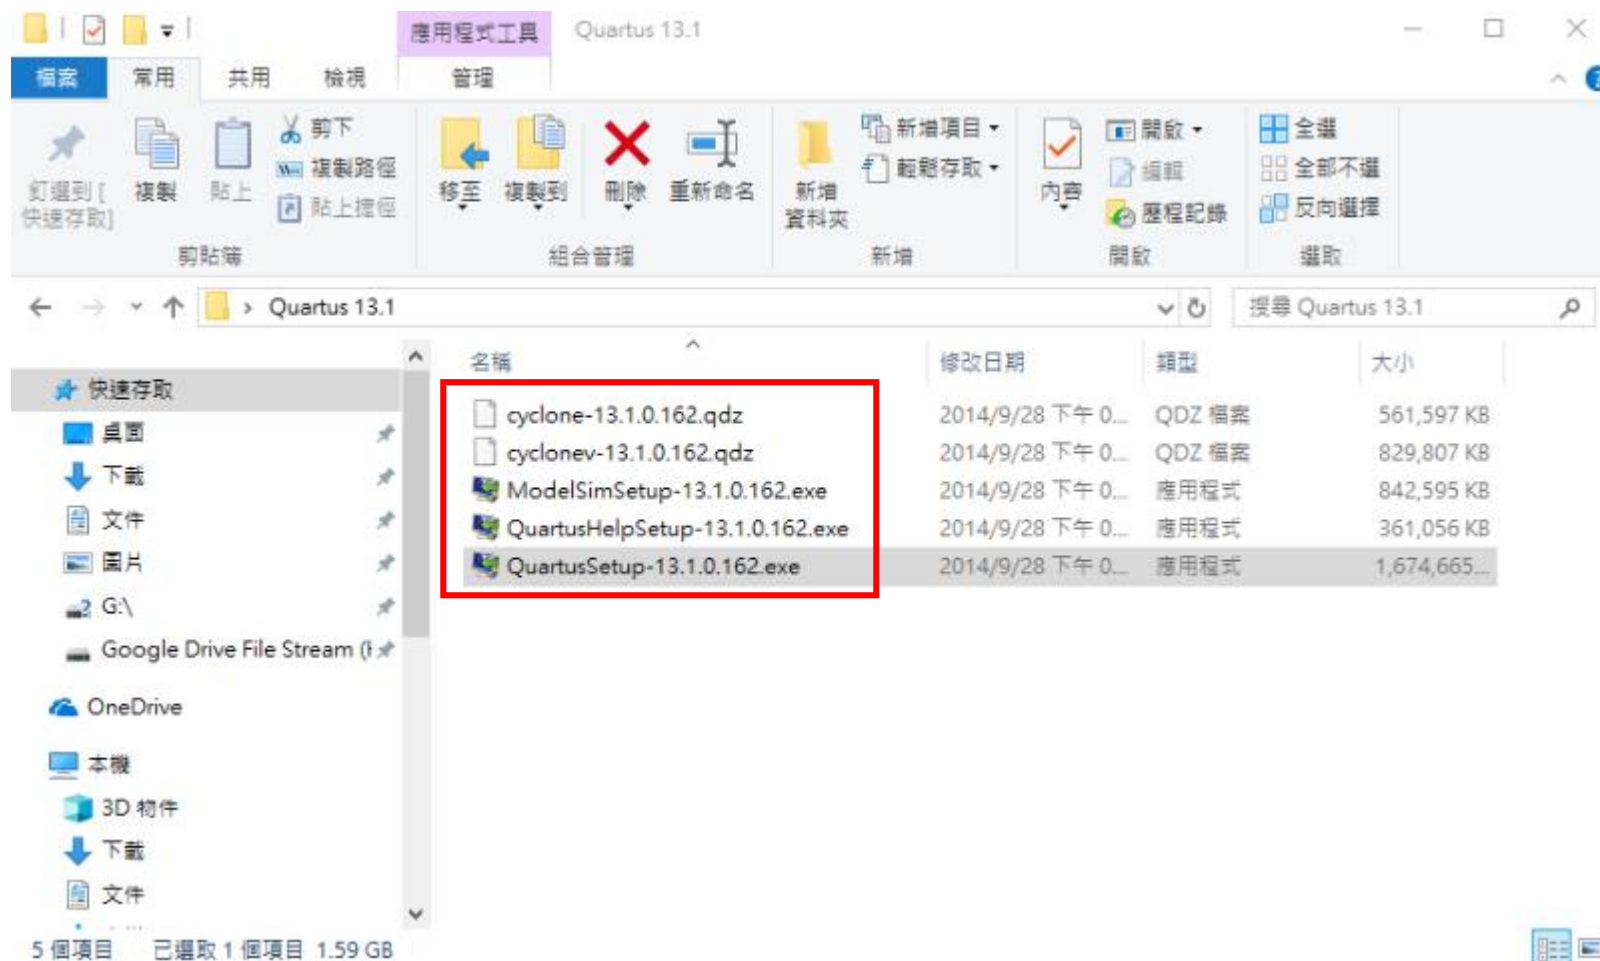 應用程式工具 Quartus 13.1
檔案 常用 共用 檢視 管理
剪下
複製路徑
貼上捷徑
釘選到 [
快速存取]
複製
貼上
移至
複製到
刪除
重新命名
新增
資料夾
新增項目
輕鬆存取
內容
開啟
編輯
歷程記錄
全選
全部不選
反向選擇
剪貼簿 組合管理 新增 開啟 選取
Quartus 13.1 搜尋 Quartus 13.1
名稱 修改日期 類型 大小
cyclone-13.1.0.162.qdz 2014/9/28 下午 0... QDZ 檔案 561,597 KB
cyclonev-13.1.0.162.qdz 2014/9/28 下午 0... QDZ 檔案 829,807 KB
ModelSimSetup-13.1.0.162.exe 2014/9/28 下午 0... 應用程式 842,595 KB
QuartusHelpSetup-13.1.0.162.exe 2014/9/28 下午 0... 應用程式 361,056 KB
QuartusSetup-13.1.0.162.exe 2014/9/28 下午 0... 應用程式 1,674,665...
快速存取
桌面
下載
文件
圖片
G:\
Google Drive File Stream (
OneDrive
本機
3D 物件
下載
文件
5 個項目 已選取 1 個項目 1.59 GB